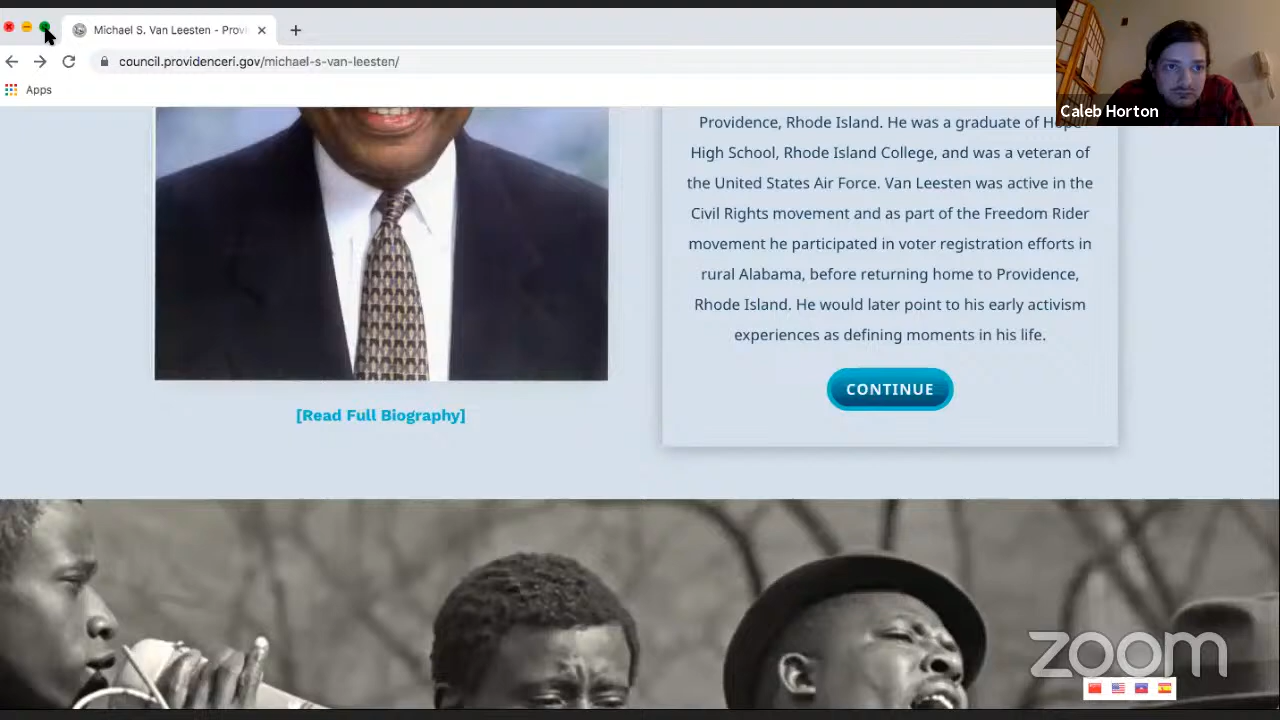 Michael S. Van Leesten - Provi
council.providenceri.gov/michael-s-van-leesten/
Apps
Caleb Horton
Providence, Rhode Island. He was a graduate of Hope
High School, Rhode Island College, and was a veteran of
the United States Air Force. Van Leesten was active in the
Civil Rights movement and as part of the Freedom Rider
movement he participated in voter registration efforts in
rural Alabama, before returning home to Providence,
Rhode Island. He would later point to his early activism
experiences as defining moments in his life.
CONTINUE
[Read Full Biography]
zoom